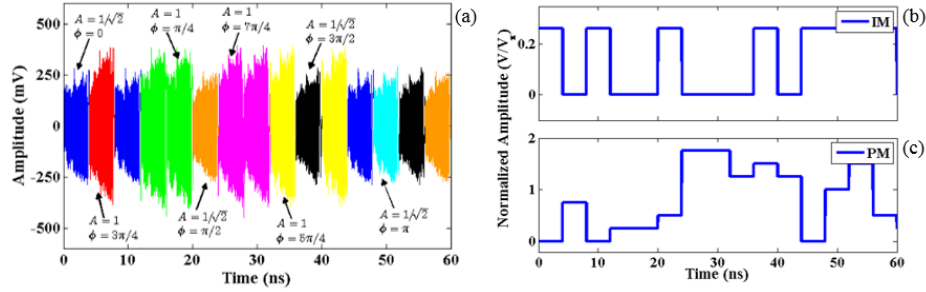 (a)
500
250
0
-250
-500
Amplitude (mV)
A = 1/√2
ϕ = 0
A = 1
ϕ = π/4
A = 1
ϕ = 7π/4
A = 1/√2
ϕ = 3π/2
A = 1
ϕ = 3π/4
A = 1/√2
ϕ = π/2
A = 1
ϕ = 5π/4
A = 1/√2
ϕ = π
0 10 20 30 40 50 60
Time (ns)
(b)
IM
0.2
0
Normalized Amplitude (V/Vπ)
(c)
PM
2
1
0
0 10 20 30 40 50 60
Time (ns)